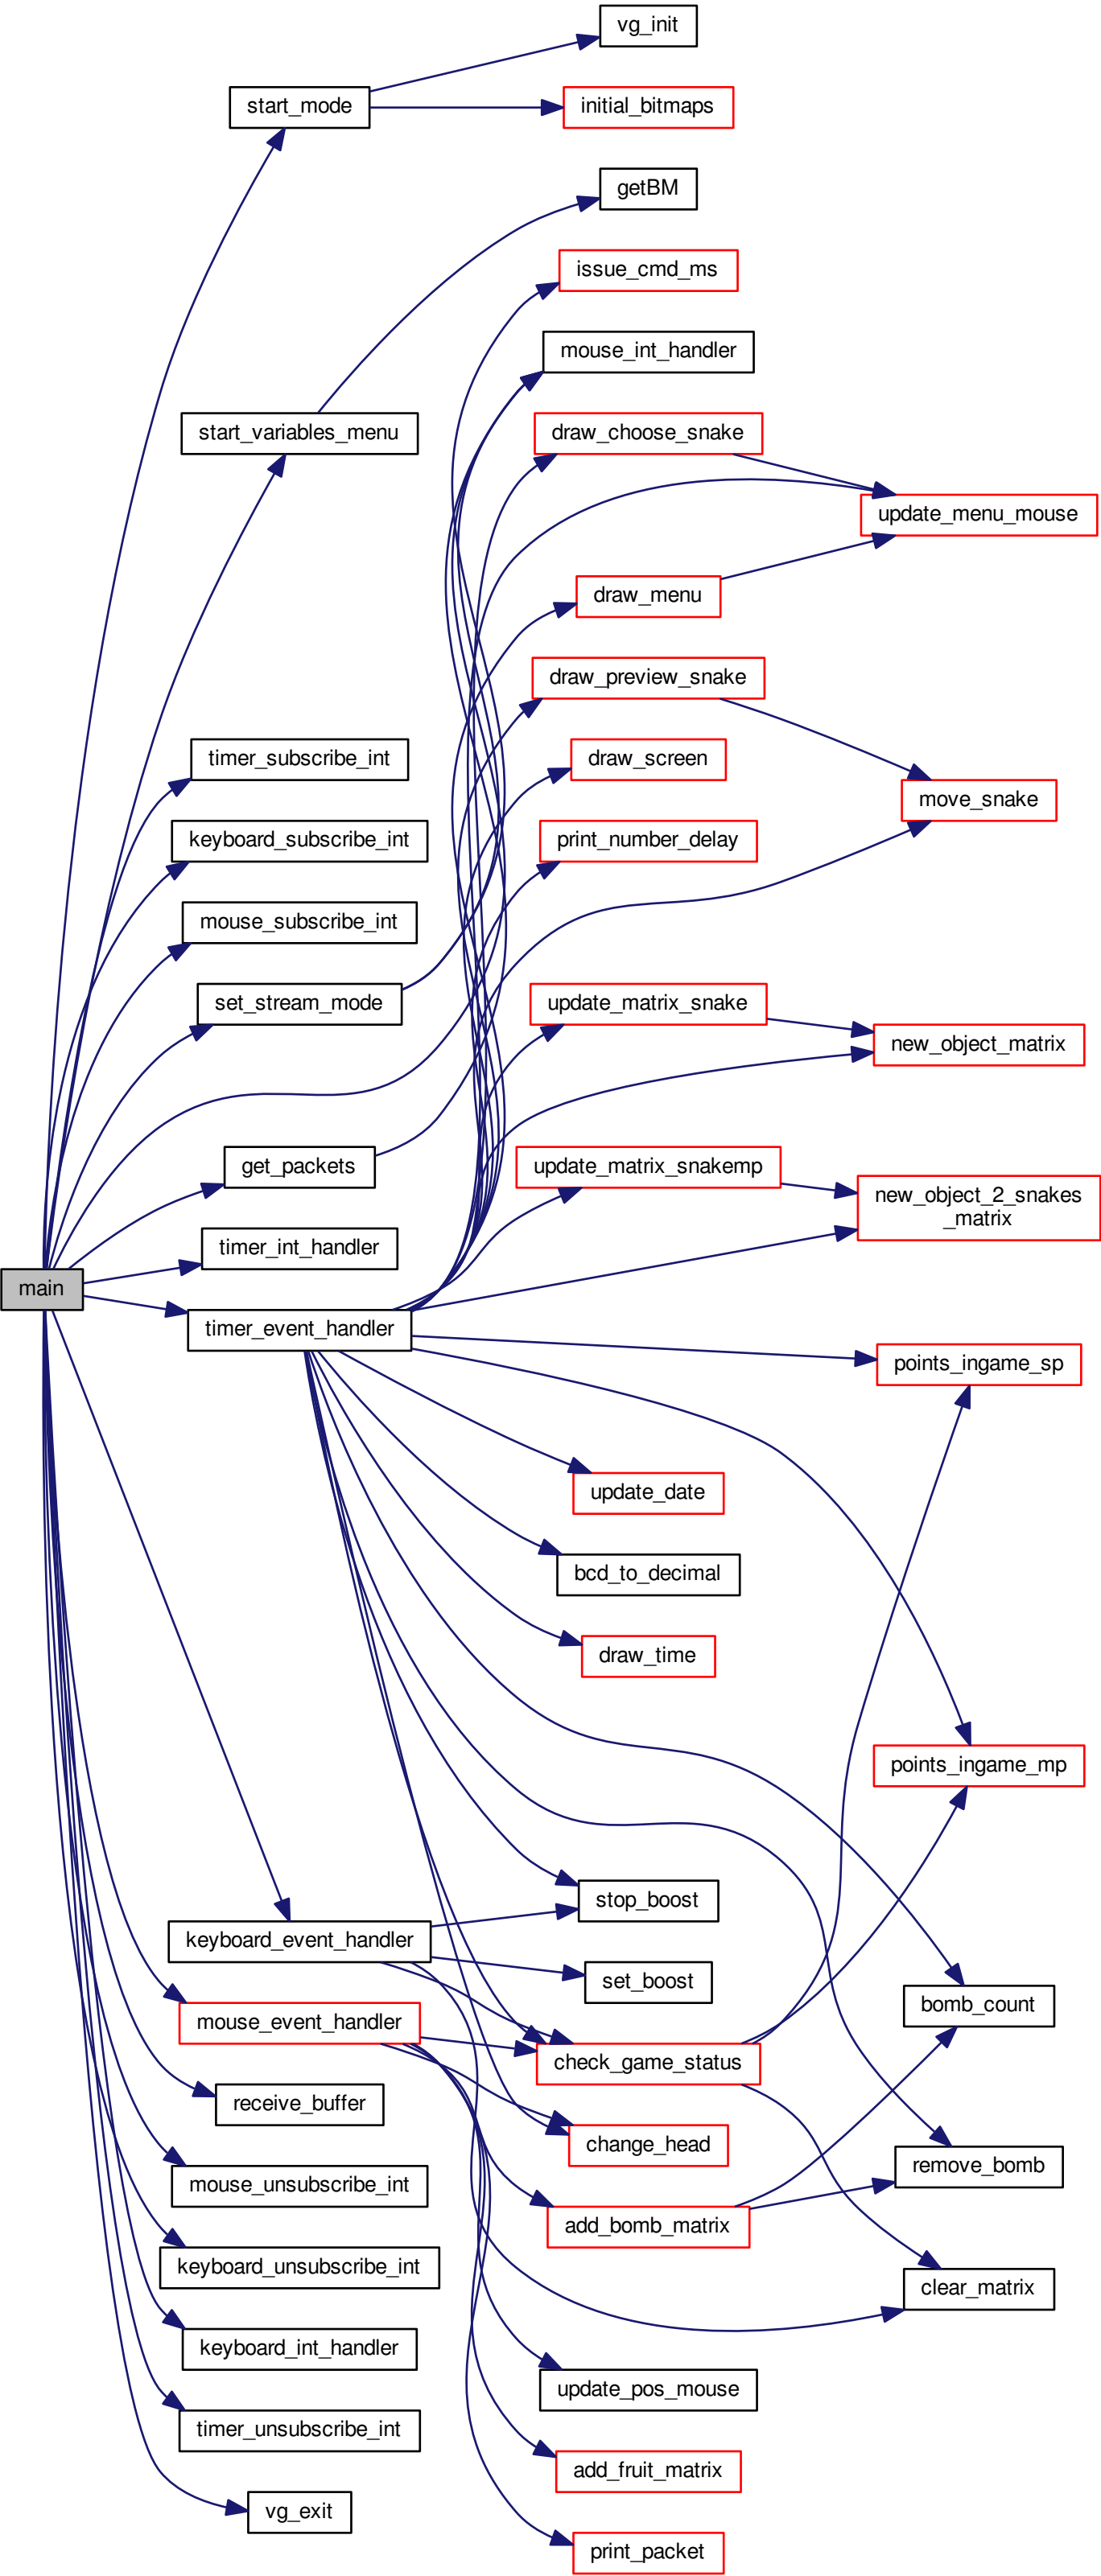 vg_init
start_mode
initial_bitmaps
getBM
issue_cmd_ms
mouse_int_handler
draw_choose_snake
start_variables_menu
update_menu_mouse
draw_menu
draw_preview_snake
timer_subscribe_int
draw_screen
move_snake
keyboard_subscribe_int
print_number_delay
mouse_subscribe_int
set_stream_mode
update_matrix_snake
new_object_matrix
get_packets
update_matrix_snakemp
new_object_2_snakes
_matrix
timer_int_handler
main
timer_event_handler
points_ingame_sp
update_date
bcd_to_decimal
draw_time
points_ingame_mp
stop_boost
keyboard_event_handler
set_boost
bomb_count
mouse_event_handler
check_game_status
receive_buffer
change_head
remove_bomb
mouse_unsubscribe_int
add_bomb_matrix
keyboard_unsubscribe_int
clear_matrix
keyboard_int_handler
update_pos_mouse
timer_unsubscribe_int
add_fruit_matrix
vg_exit
print_packet